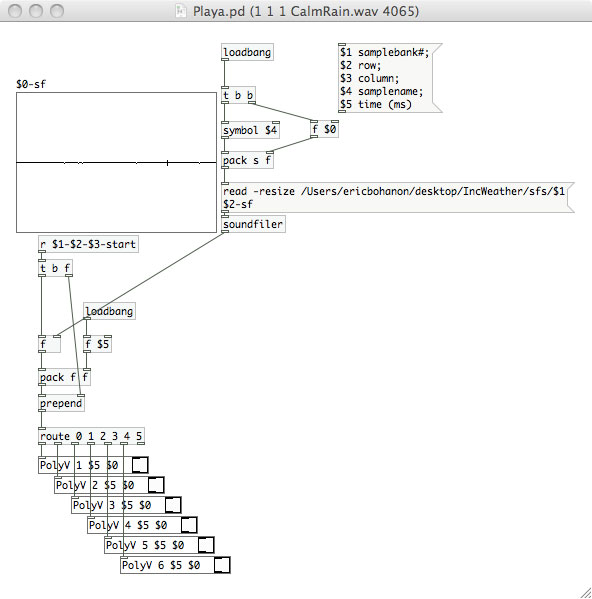 Playa.pd (1 1 1 CalmRain.wav 4065)
loadbang
$1 samplebank#;
$2 row;
$3 column;
$4 samplename;
$5 time (ms)
$0-sf
t b b
symbol $4
f $0
pack s f
read -resize /Users/ericbohanon/desktop/IncWeather/sfs/$1
$2-sf
soundfiler
r $1-$2-$3-start
t b f
loadbang
f
f $5
pack f f
prepend
route 0 1 2 3 4 5
PolyV 1 $5 $0
PolyV 2 $5 $0
PolyV 3 $5 $0
PolyV 4 $5 $0
PolyV 5 $5 $0
PolyV 6 $5 $0